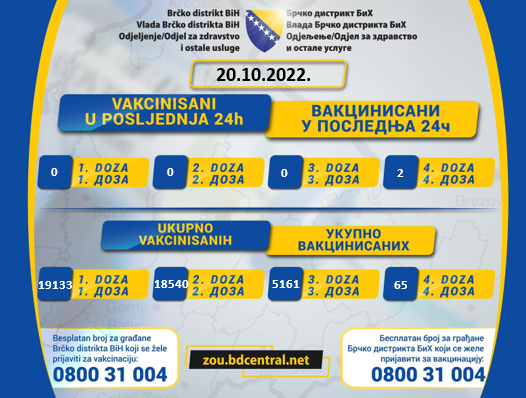 Brčko distrikt BiH
Vlada Brčko distrikta BiH
Odjeljenje/Odjel za zdravstvo
i ostale usluge
Брчко дистрикт БиХ
Влада Брчко дистрикта БиХ
Одјељење/Одјел за здравство
и остале услуге
20.10.2022.
VAKCINISANI
U POSLJEDNJA 24h
ВАКЦИНИСАНИ
У ПОСЛЕДЊА 24ч
0
1. DOZA
1. ДОЗА
0
2. DOZA
2. ДОЗА
0
3. DOZA
3. ДОЗА
2
4. DOZA
4. ДОЗА
UKUPNO
VAKCINISANIH
УКУПНО
ВАКЦИНИСАНИХ
19133
1. DOZA
1. ДОЗА
18540
2. DOZA
2. ДОЗА
5161
3. DOZA
3. ДОЗА
65
4. DOZA
4. ДОЗА
Besplatan broj za građane
Brčko distrikta BiH koji se žele
prijaviti za vakcinaciju:
0800 31 004
zou.bdcentral.net
Бесплатан број за грађане
Брчко дистрикта БиХ који се желе
пријавити за вакцинацију:
0800 31 004